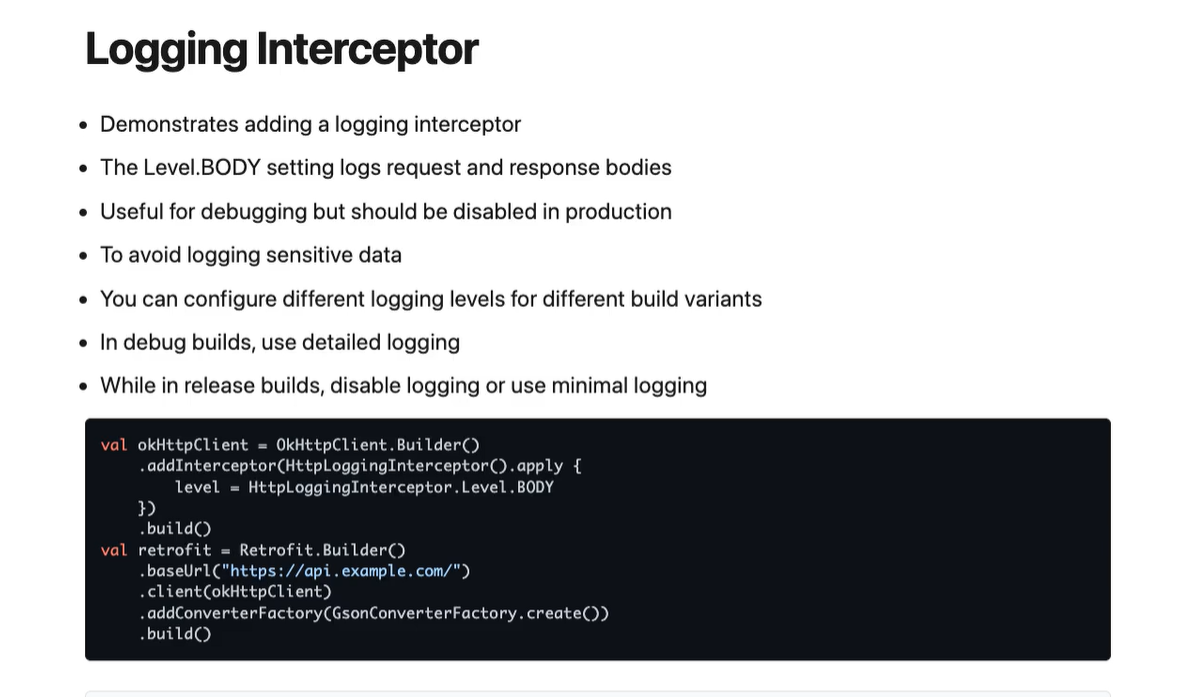 Logging Interceptor
• Demonstrates adding a logging interceptor
• The Level.BODY setting logs request and response bodies
• Useful for debugging but should be disabled in production
• To avoid logging sensitive data
• You can configure different logging levels for different build variants
• In debug builds, use detailed logging
• While in release builds, disable logging or use minimal logging
val okHttpClient = OkHttpClient.Builder()
    .addInterceptor(HttpLoggingInterceptor().apply {
        level = HttpLoggingInterceptor.Level.BODY
    })
    .build()
val retrofit = Retrofit.Builder()
    .baseUrl("https://api.example.com/")
    .client(okHttpClient)
    .addConverterFactory(GsonConverterFactory.create())
    .build()